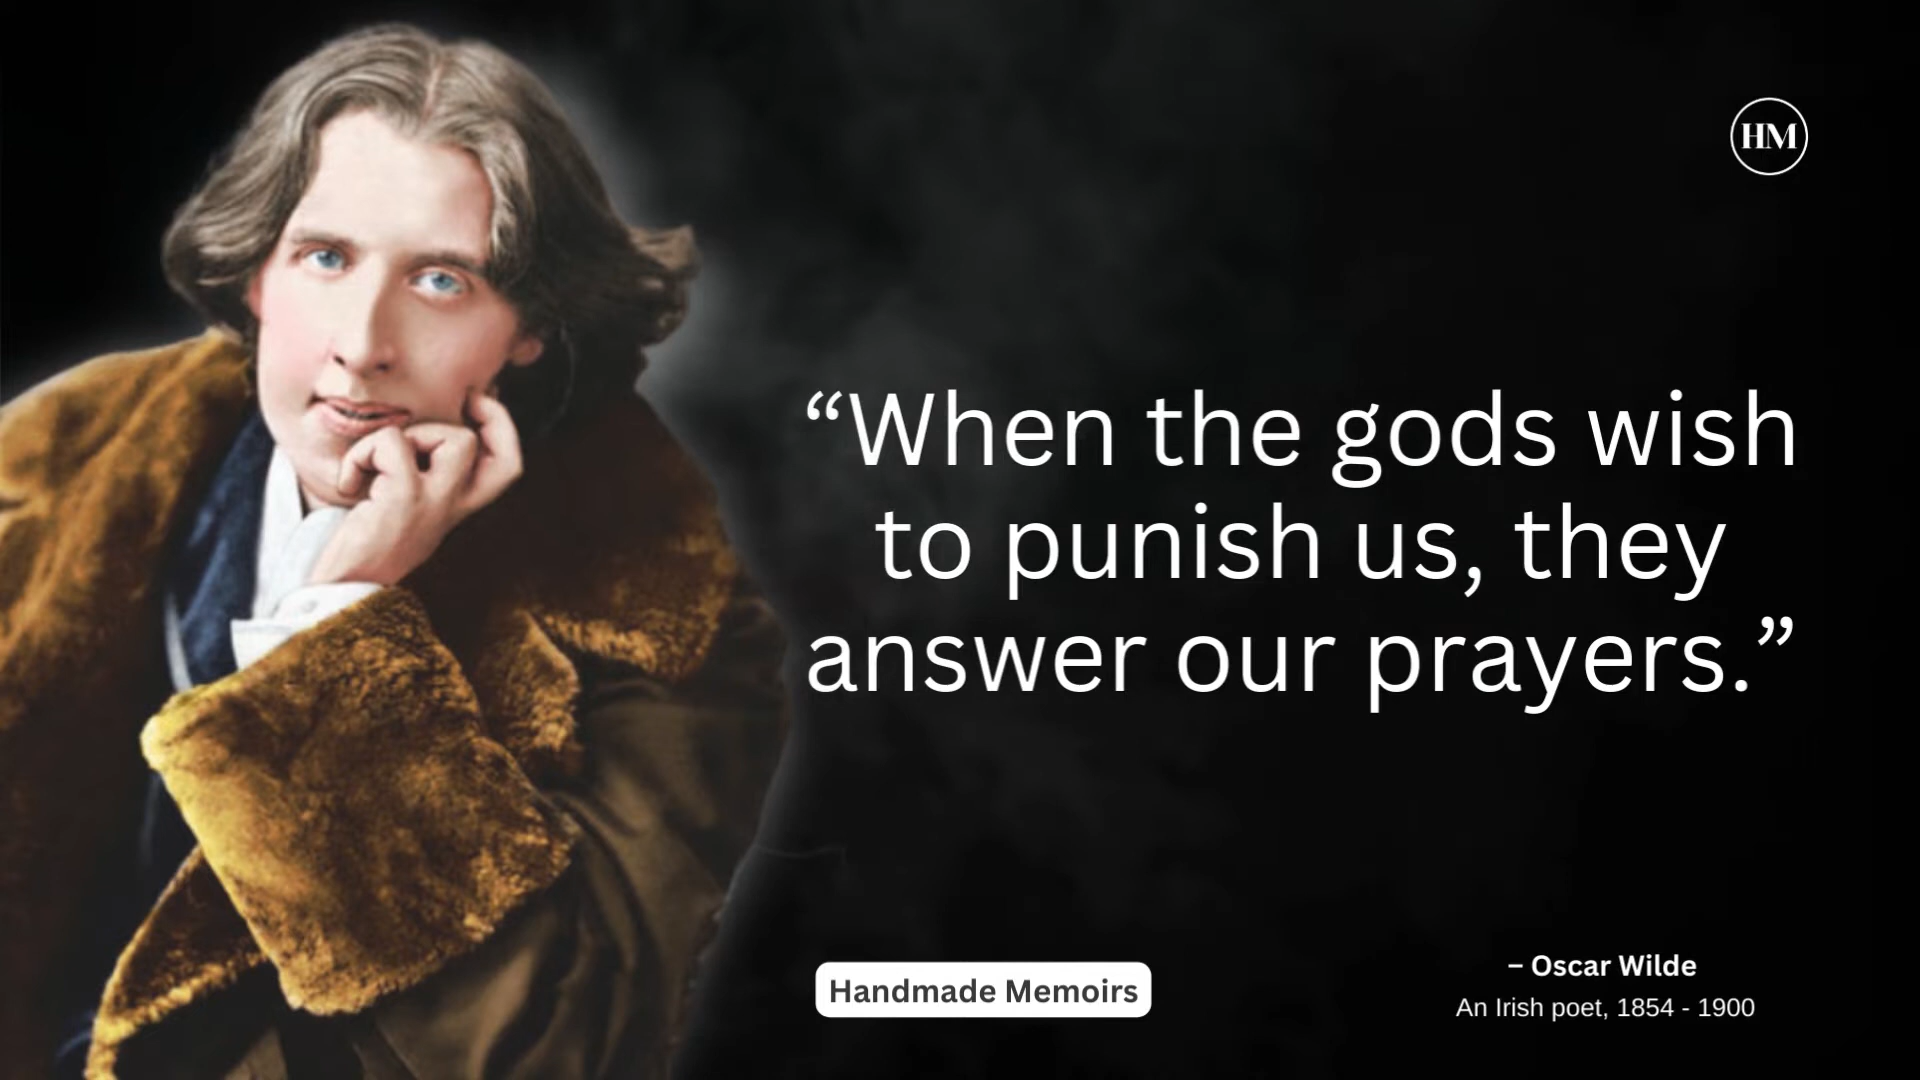 HM
“When the gods wish
to punish us, they
answer our prayers.”
Handmade Memoirs
– Oscar Wilde
An Irish poet, 1854 - 1900